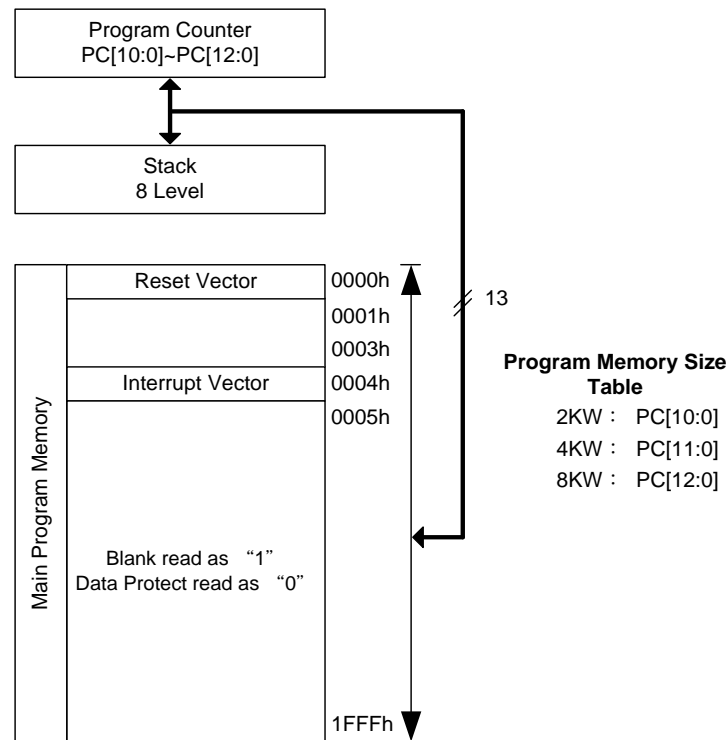 Program Counter
PC[10:0]~PC[12:0]
Stack
8 Level
Main Program Memory
Reset Vector
0000h
0001h
0003h
Interrupt Vector
0004h
0005h
Blank read as “1”
Data Protect read as “0”
1FFFh
13
Program Memory Size
Table
2KW： PC[10:0]
4KW： PC[11:0]
8KW： PC[12:0]